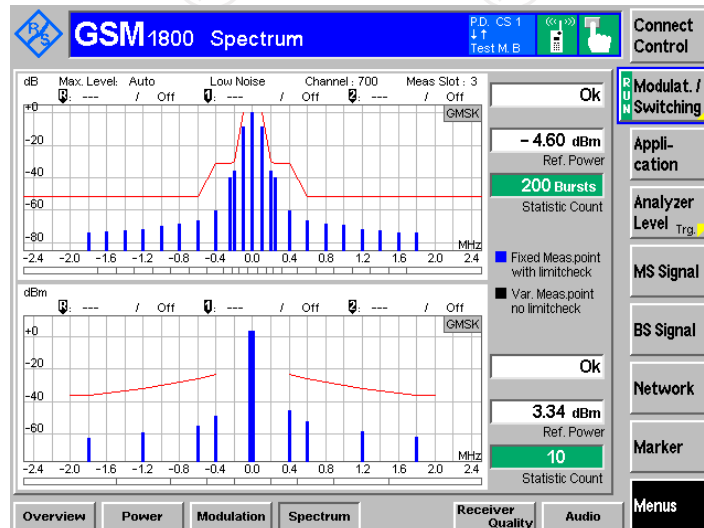 R&S
GSM1800 Spectrum
P.D. CS 1
↓↑
Test M. B
Connect Control
dB Max. Level: Auto Low Noise Channel : 700 Meas Slot : 3
R: --- / Off 1: --- / Off 2: --- / Off
GMSK
+0
-20
-40
-60
-80
MHz
-2.4 -2.0 -1.6 -1.2 -0.8 -0.4 0.0 0.4 0.8 1.2 1.6 2.0 2.4
Ok
– 4.60 dBm
Ref. Power
200 Bursts
Statistic Count
Fixed Meas.point
with limitcheck
Var. Meas.point
no limitcheck
dBm
R: --- / Off 1: --- / Off 2: --- / Off
GMSK
+0
-20
-40
-60
MHz
-2.4 -2.0 -1.6 -1.2 -0.8 -0.4 0.0 0.4 0.8 1.2 1.6 2.0 2.4
Ok
3.34 dBm
Ref. Power
10
Statistic Count
RUN
Modulat. /
Switching
Appli-
cation
Analyzer
Level Trg.
MS Signal
BS Signal
Network
Marker
Menus
Overview Power Modulation Spectrum Receiver Quality Audio